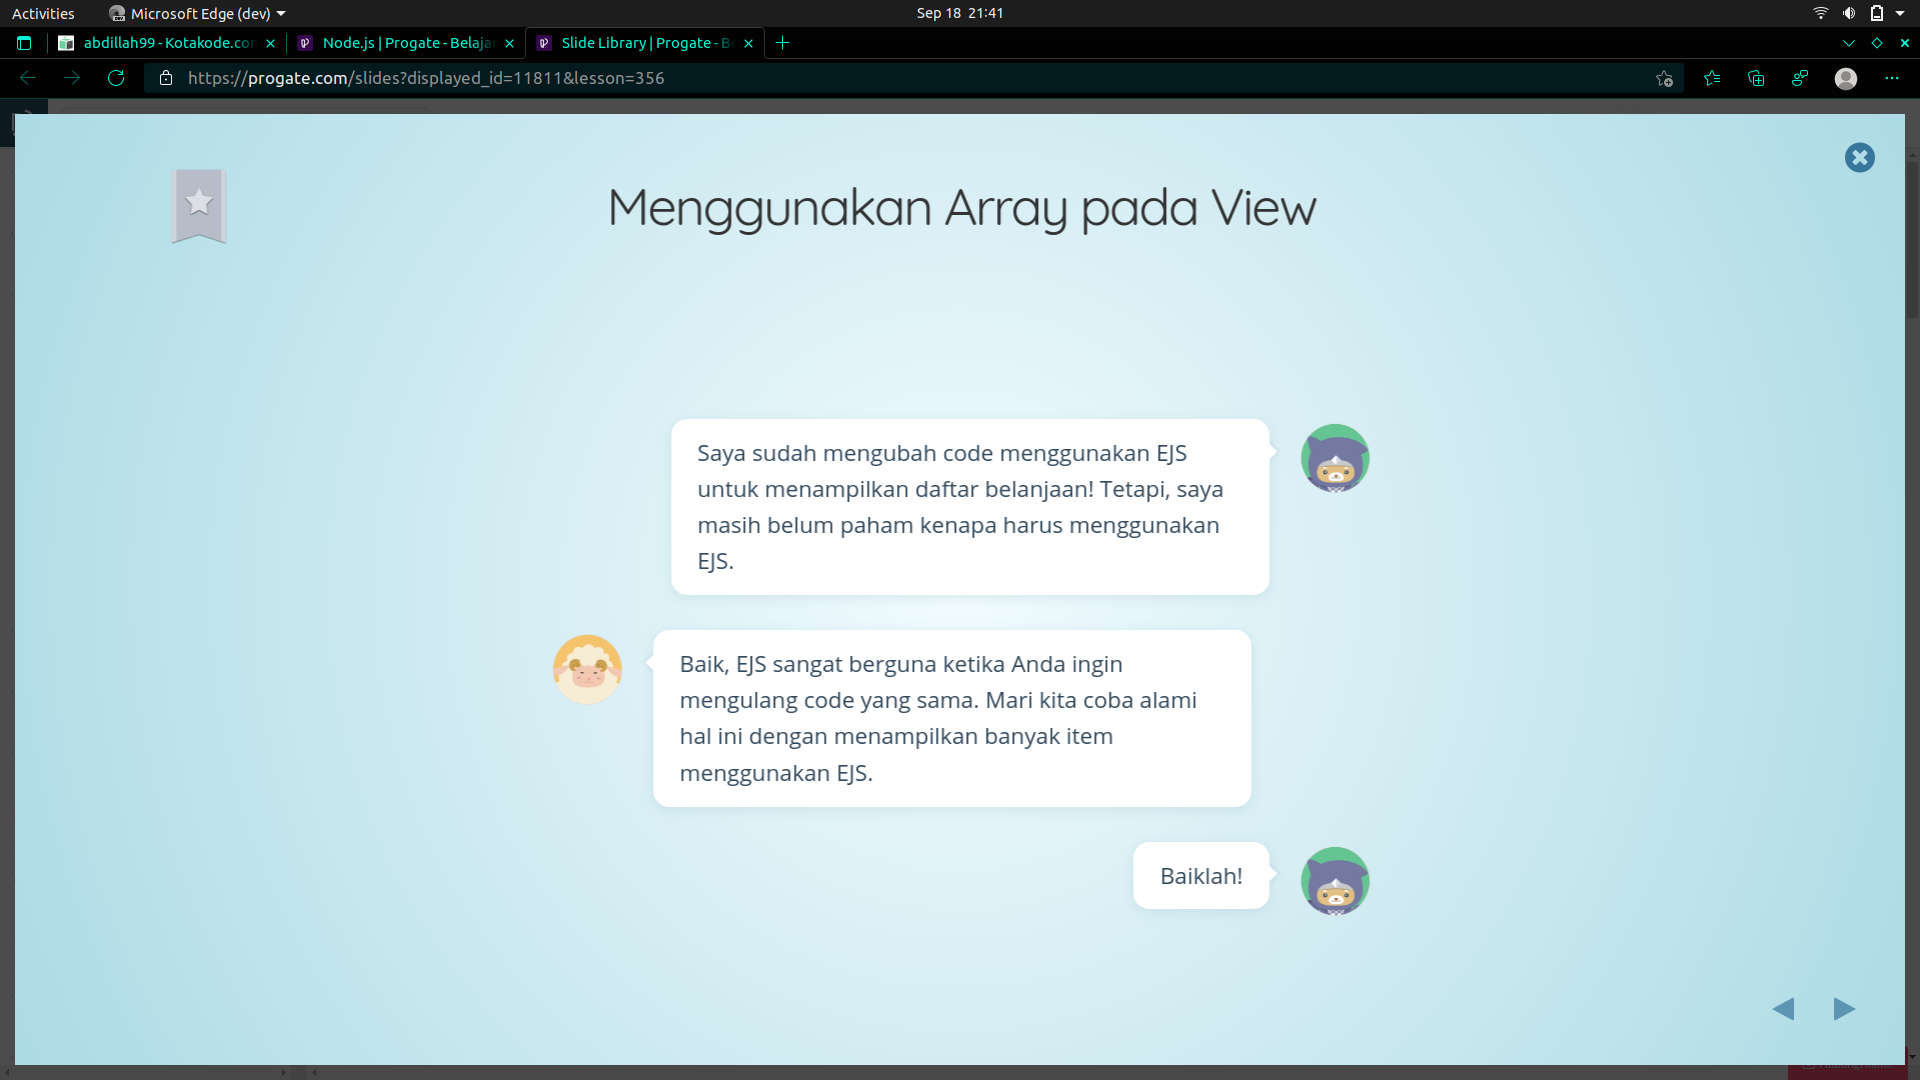 Activities
Microsoft Edge (dev)
Sep 18 21:41
abdillah99 - Kotakode.co
Node.js | Progate - Belaja
Slide Library | Progate - B
https://progate.com/slides?displayed_id=11811&lesson=356
Menggunakan Array pada View
Saya sudah mengubah code menggunakan EJS
untuk menampilkan daftar belanjaan! Tetapi, saya
masih belum paham kenapa harus menggunakan
EJS.
Baik, EJS sangat berguna ketika Anda ingin
mengulang code yang sama. Mari kita coba alami
hal ini dengan menampilkan banyak item
menggunakan EJS.
Baiklah!